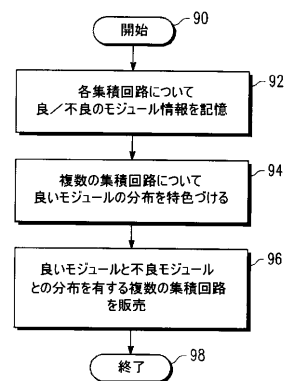 開始
90
各集積回路について
良／不良のモジュール情報を記憶
92
複数の集積回路について
良いモジュールの分布を特色づける
94
良いモジュールと不良モジュール
との分布を有する複数の集積回路
を販売
96
終了
98